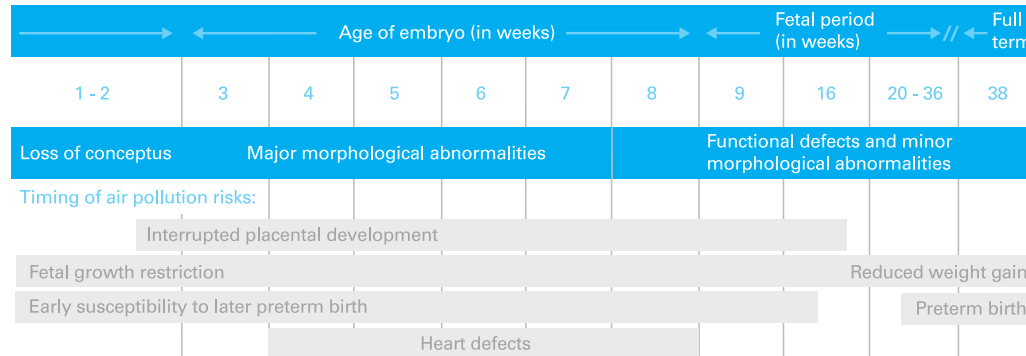 Age of embryo (in weeks)
Fetal period
(in weeks)
Full
term
1 - 2 3 4 5 6 7 8 9 16 20 - 36 38
Loss of conceptus
Major morphological abnormalities
Functional defects and minor
morphological abnormalities
Timing of air pollution risks:
Interrupted placental development
Fetal growth restriction
Reduced weight gain
Early susceptibility to later preterm birth
Preterm birth
Heart defects